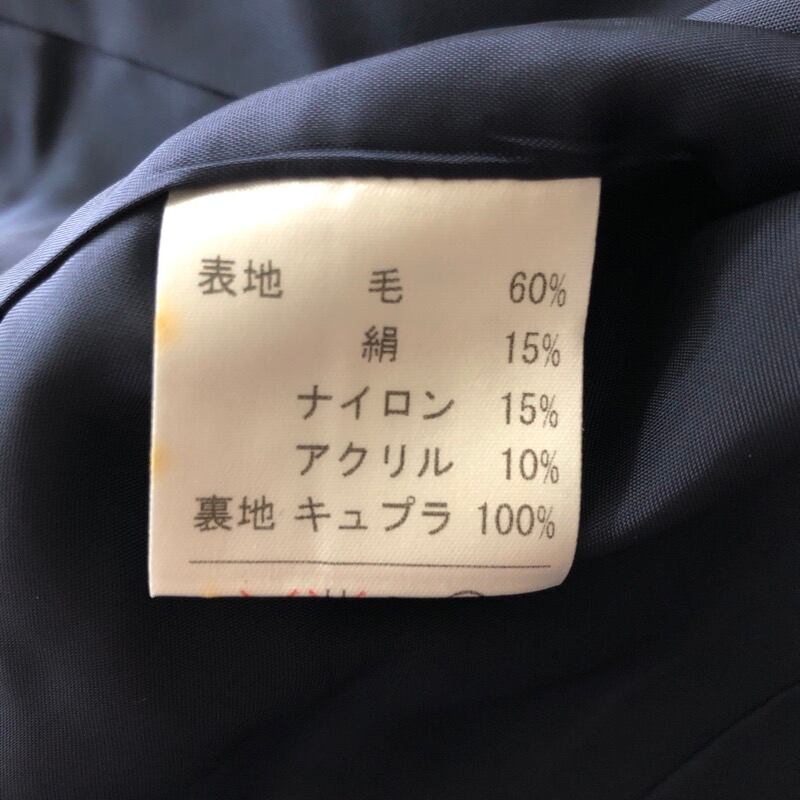 表地 毛 60%
絹 15%
ナイロン 15%
アクリル 10%
裏地 キュプラ 100%